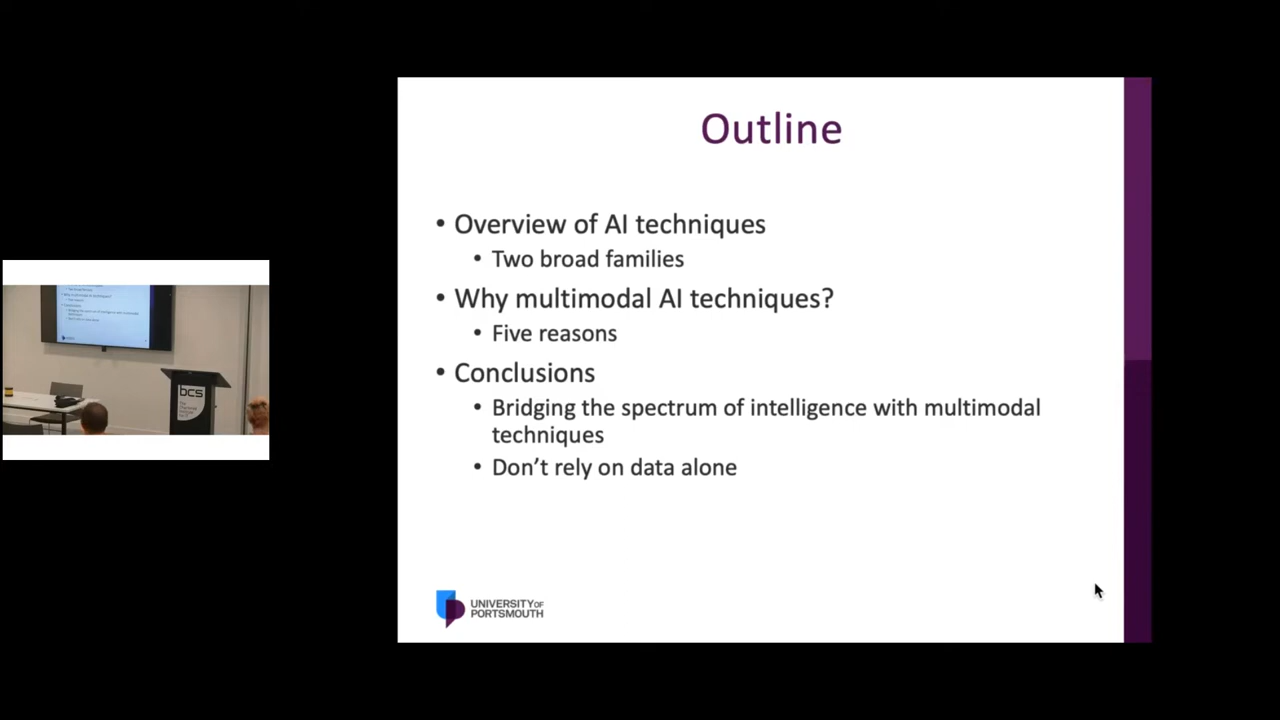 Outline
• Overview of AI techniques
• Two broad families
• Why multimodal AI techniques?
• Five reasons
• Conclusions
• Bridging the spectrum of intelligence with multimodal
techniques
• Don't rely on data alone
UNIVERSITY OF
PORTSMOUTH
bcs